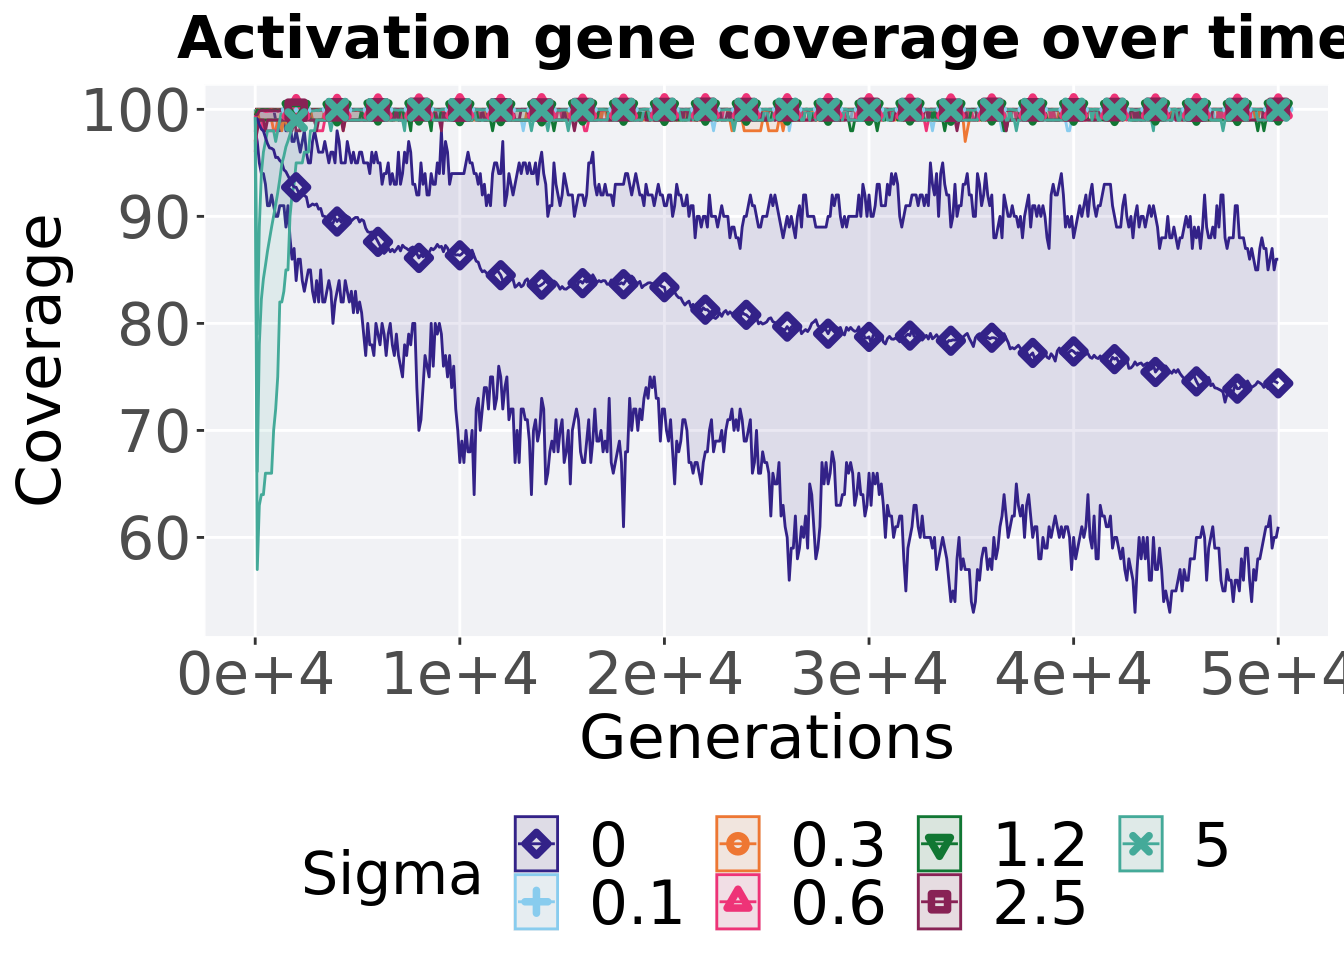 Activation gene coverage over time
100
90
80
70
60
Coverage
0e+4 1e+4 2e+4 3e+4 4e+4 5e+4
Generations
Sigma
0 0.3 1.2 5
0.1 0.6 2.5